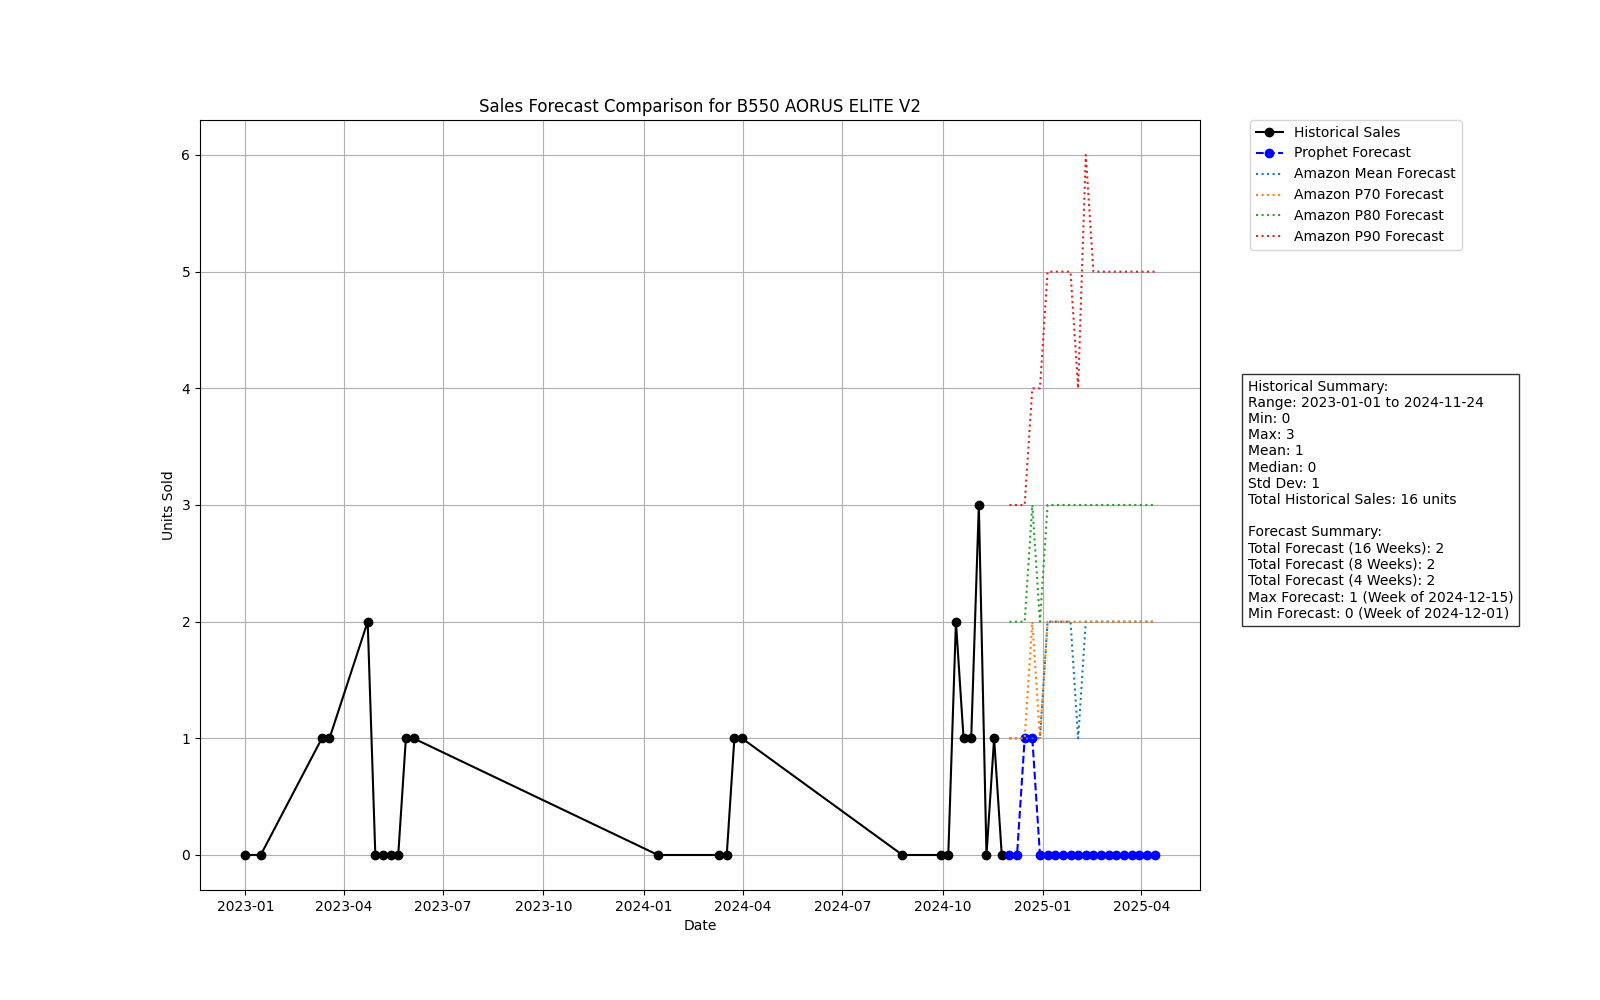 Sales Forecast Comparison for B550 AORUS ELITE V2
Historical Sales
Prophet Forecast
Amazon Mean Forecast
Amazon P70 Forecast
Amazon P80 Forecast
Amazon P90 Forecast
6
5
4
3
2
1
0
Units Sold
2023-01
2023-04
2023-07
2023-10
2024-01
2024-04
2024-07
2024-10
2025-01
2025-04
Date
Historical Summary:
Range: 2023-01-01 to 2024-11-24
Min: 0
Max: 3
Mean: 1
Median: 0
Std Dev: 1
Total Historical Sales: 16 units
Forecast Summary:
Total Forecast (16 Weeks): 2
Total Forecast (8 Weeks): 2
Total Forecast (4 Weeks): 2
Max Forecast: 1 (Week of 2024-12-15)
Min Forecast: 0 (Week of 2024-12-01)